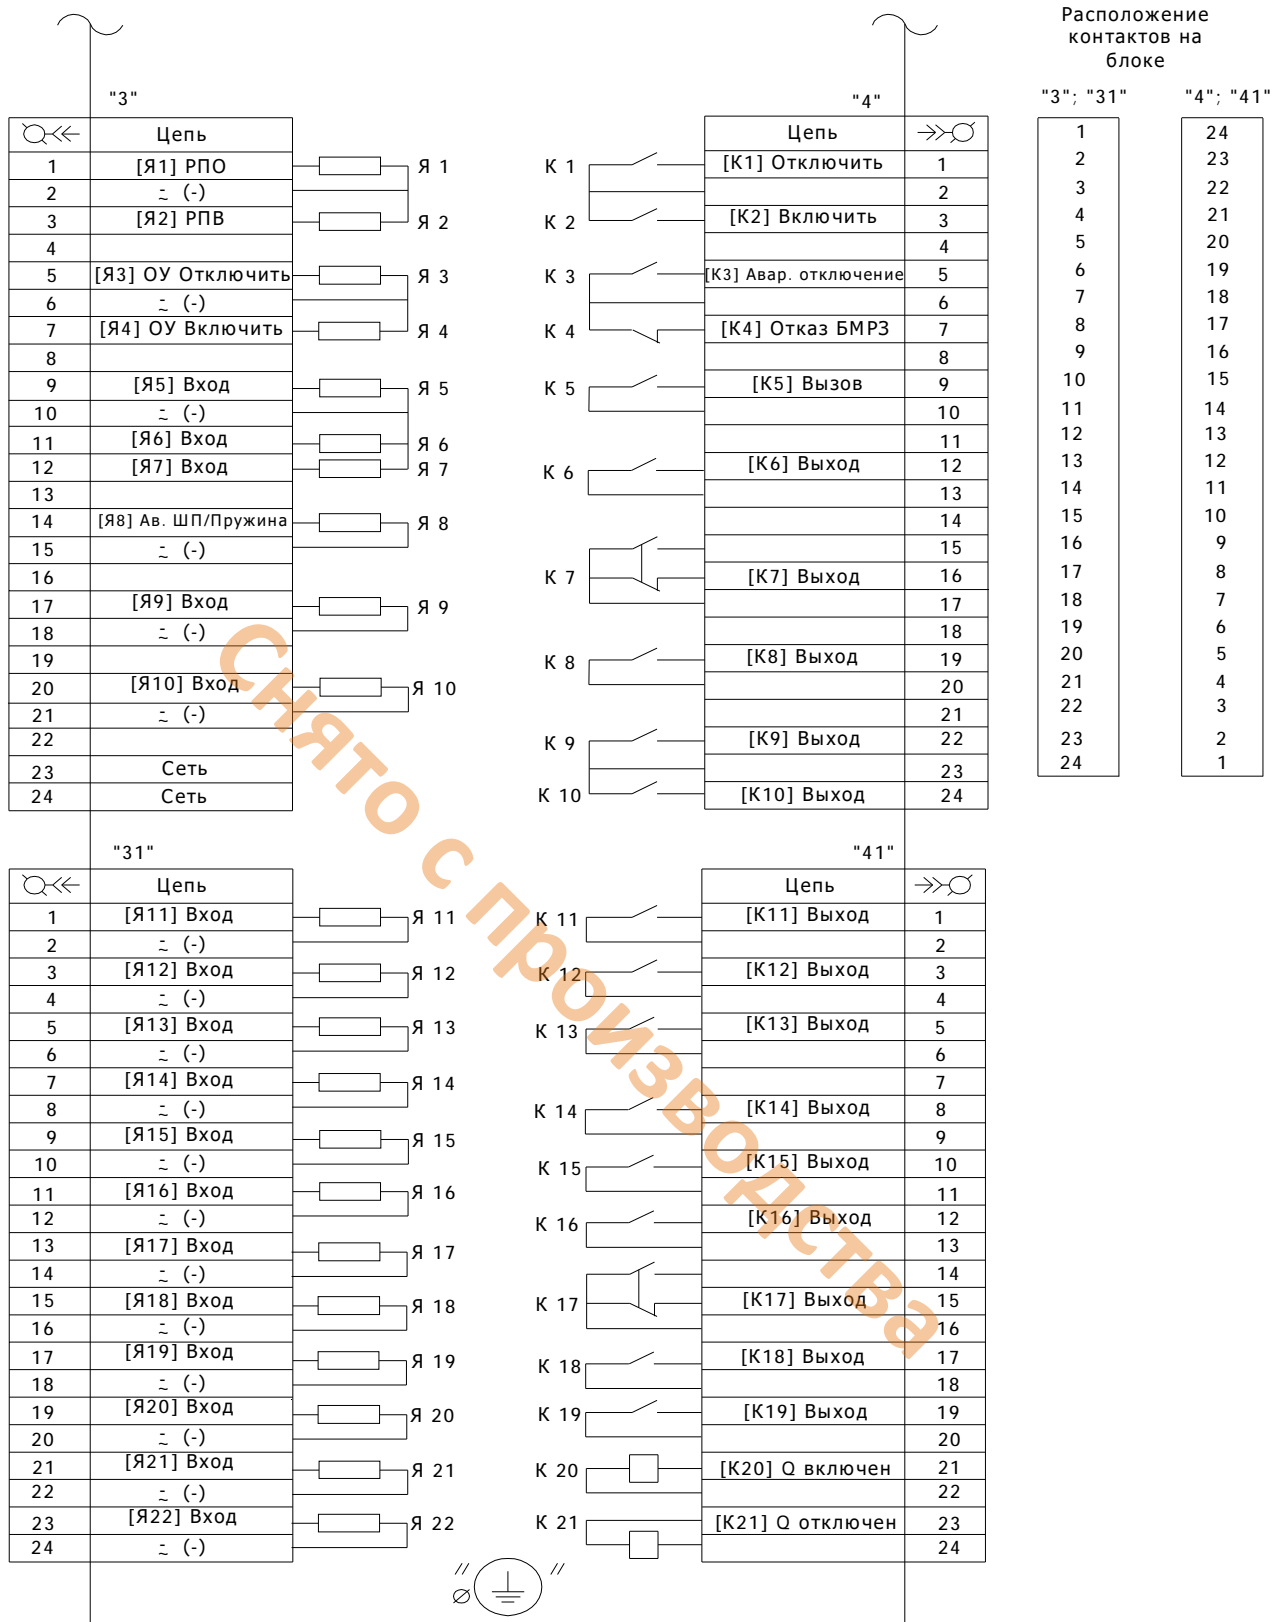 Расположение
контактов на
блоке
"3"
"4"
"3"; "31"
"4"; "41"
Цепь
1 [Я1] РПО Я 1
2 ~ (-)
3 [Я2] РПВ Я 2
4
5 [Я3] ОУ Отключить Я 3
6 ~ (-)
7 [Я4] ОУ Включить Я 4
8
9 [Я5] Вход Я 5
10 ~ (-)
11 [Я6] Вход Я 6
12 [Я7] Вход Я 7
13
14 [Я8] Ав. ШП/Пружина Я 8
15 ~ (-)
16
17 [Я9] Вход Я 9
18 ~ (-)
19
20 [Я10] Вход Я 10
21 ~ (-)
22
23 Сеть
24 Сеть
Цепь
К 1 [К1] Отключить 1
2
К 2 [К2] Включить 3
4
К 3 [К3] Авар. отключение 5
6
К 4 [К4] Отказ БМРЗ 7
8
К 5 [К5] Вызов 9
10
11
К 6 [К6] Выход 12
13
14
15
К 7 [К7] Выход 16
17
18
К 8 [К8] Выход 19
20
21
К 9 [К9] Выход 22
23
К 10 [К10] Выход 24
1 24
2 23
3 22
4 21
5 20
6 19
7 18
8 17
9 16
10 15
11 14
12 13
13 12
14 11
15 10
16 9
17 8
18 7
19 6
20 5
21 4
22 3
23 2
24 1
"31"
Цепь
1 [Я11] Вход Я 11
2 ~ (-)
3 [Я12] Вход Я 12
4 ~ (-)
5 [Я13] Вход Я 13
6 ~ (-)
7 [Я14] Вход Я 14
8 ~ (-)
9 [Я15] Вход Я 15
10 ~ (-)
11 [Я16] Вход Я 16
12 ~ (-)
13 [Я17] Вход Я 17
14 ~ (-)
15 [Я18] Вход Я 18
16 ~ (-)
17 [Я19] Вход Я 19
18 ~ (-)
19 [Я20] Вход Я 20
20 ~ (-)
21 [Я21] Вход Я 21
22 ~ (-)
23 [Я22] Вход Я 22
24 ~ (-)
"41"
Цепь
К 11 [К11] Выход 1
2
К 12 [К12] Выход 3
4
К 13 [К13] Выход 5
6
7
К 14 [К14] Выход 8
9
К 15 [К15] Выход 10
11
К 16 [К16] Выход 12
13
14
К 17 [К17] Выход 15
16
К 18 [К18] Выход 17
18
К 19 [К19] Выход 19
20
К 20 [К20] Q включен 21
22
К 21 [К21] Q отключен 23
24
" "
Снято с производства